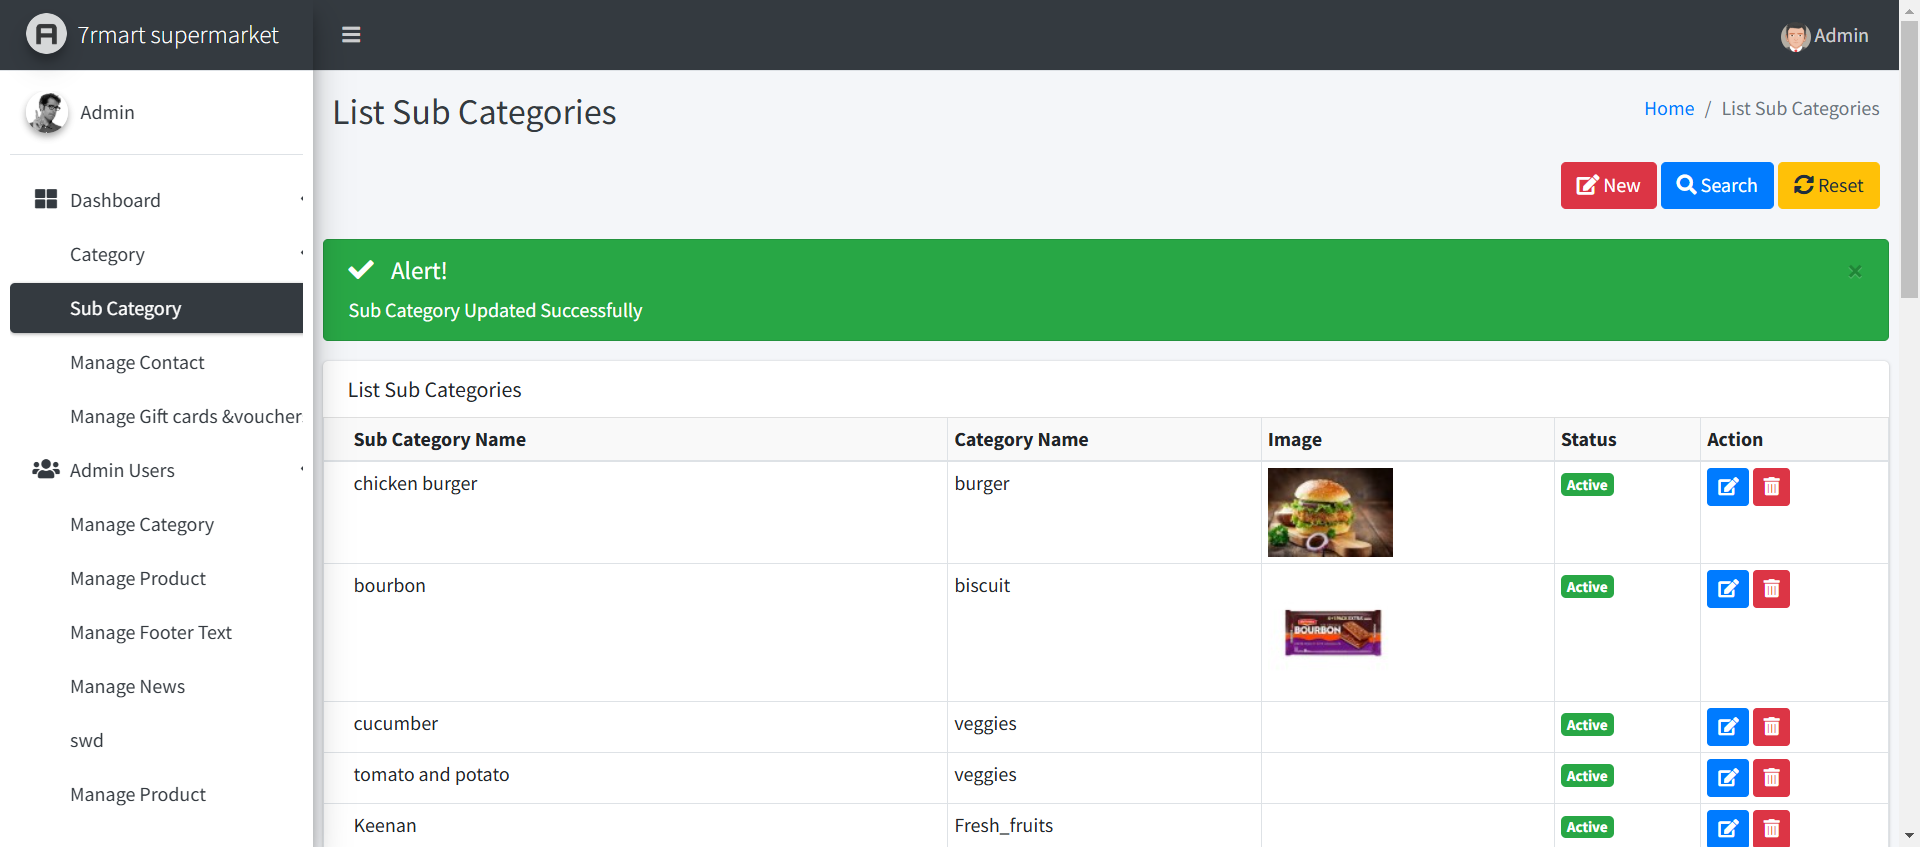 7rmart supermarket
Admin
Admin
List Sub Categories
Home / List Sub Categories
New
Search
Reset
Dashboard
Category
Sub Category
Manage Contact
Manage Gift cards &voucher
Admin Users
Manage Category
Manage Product
Manage Footer Text
Manage News
swd
Manage Product
Alert!
×
Sub Category Updated Successfully
List Sub Categories
Sub Category Name Category Name Image Status Action
chicken burger burger Active
bourbon biscuit Active
BOURBON
cucumber veggies Active
tomato and potato veggies Active
Keenan Fresh_fruits Active